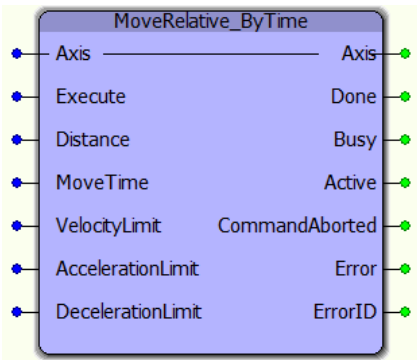 MoveRelative_ByTime
Axis Axis
Execute Done
Distance Busy
MoveTime Active
VelocityLimit CommandAborted
AccelerationLimit Error
DecelerationLimit ErrorID